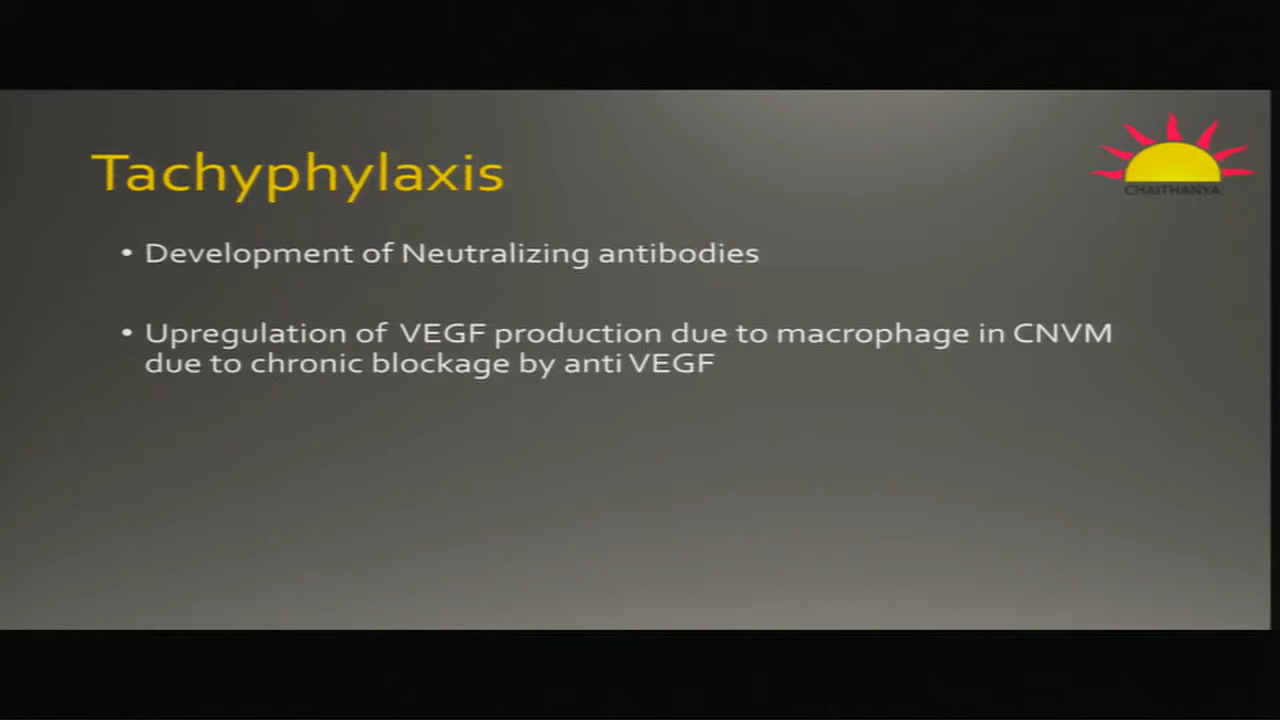 Tachyphylaxis
CHAITHANYA
• Development of Neutralizing antibodies
• Upregulation of VEGF production due to macrophage in CNVM
due to chronic blockage by anti VEGF